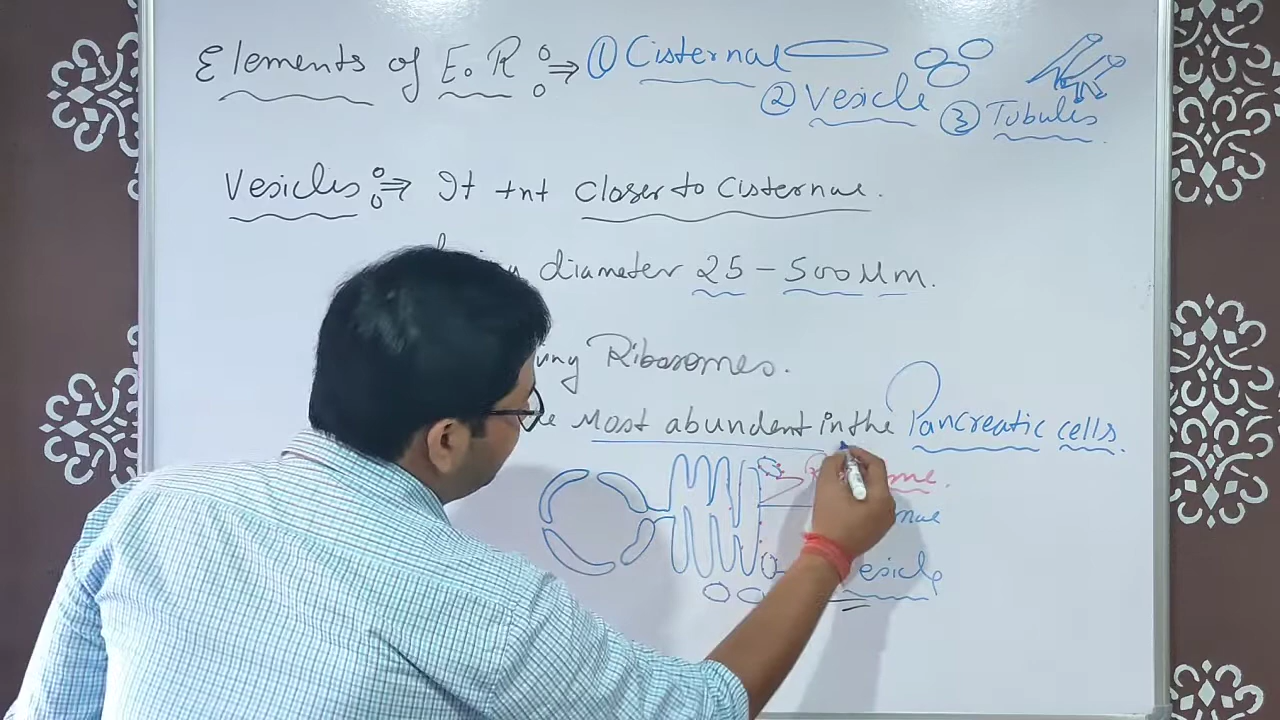 Elements of E.R :⇒ ① Cisternal
② Vesicle ③ Tubules
Vesicles :⇒ It tnt closer to cisternae.
diameter 25 – 500 μm.
Ribosomes.
most abundent in the Pancreatic cells.
Vesicle